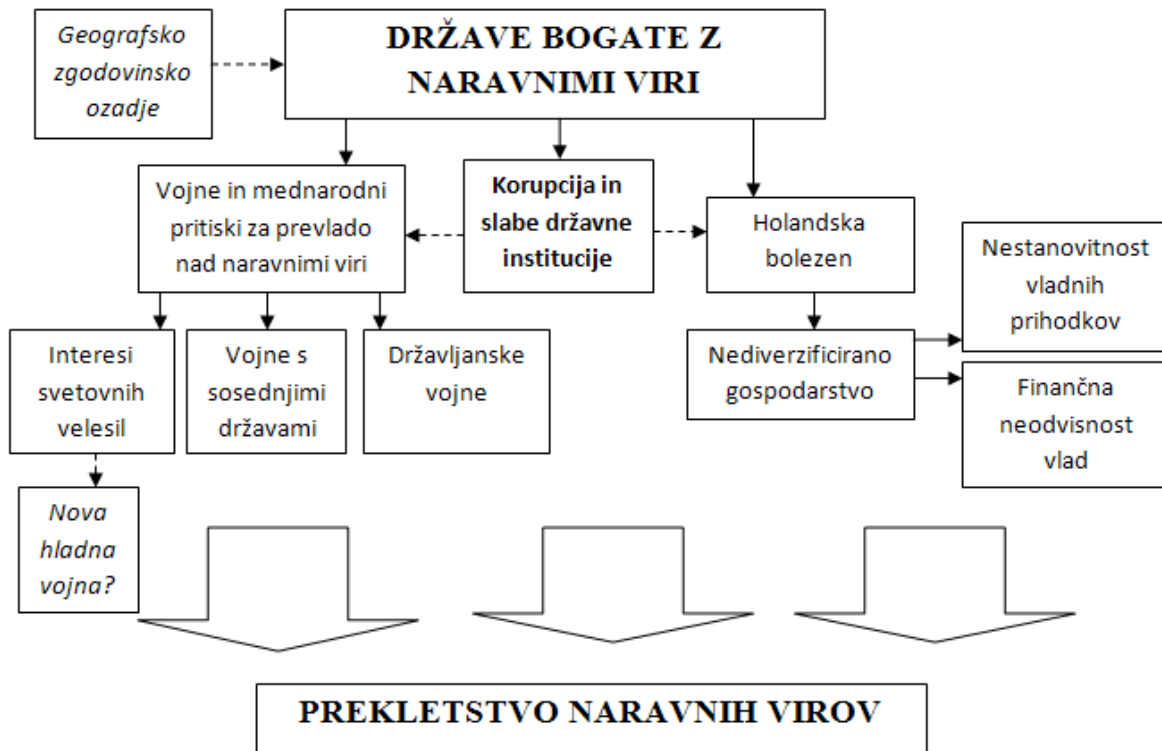 Geografsko
zgodovinsko
ozadje
DRŽAVE BOGATE Z
NARAVNIMI VIRI
Vojne in mednarodni
pritiski za prevlado
nad naravnimi viri
Korupcija in
slabe državne
institucije
Holandska
bolezen
Nestanovitnost
vladnih
prihodkov
Interesi
svetovnih
velesil
Vojne s
sosednjimi
državami
Državljanske
vojne
Nediverzificirano
gospodarstvo
Finančna
neodvisnost
vlad
Nova
hladna
vojna?
PREKLETSTVO NARAVNIH VIROV